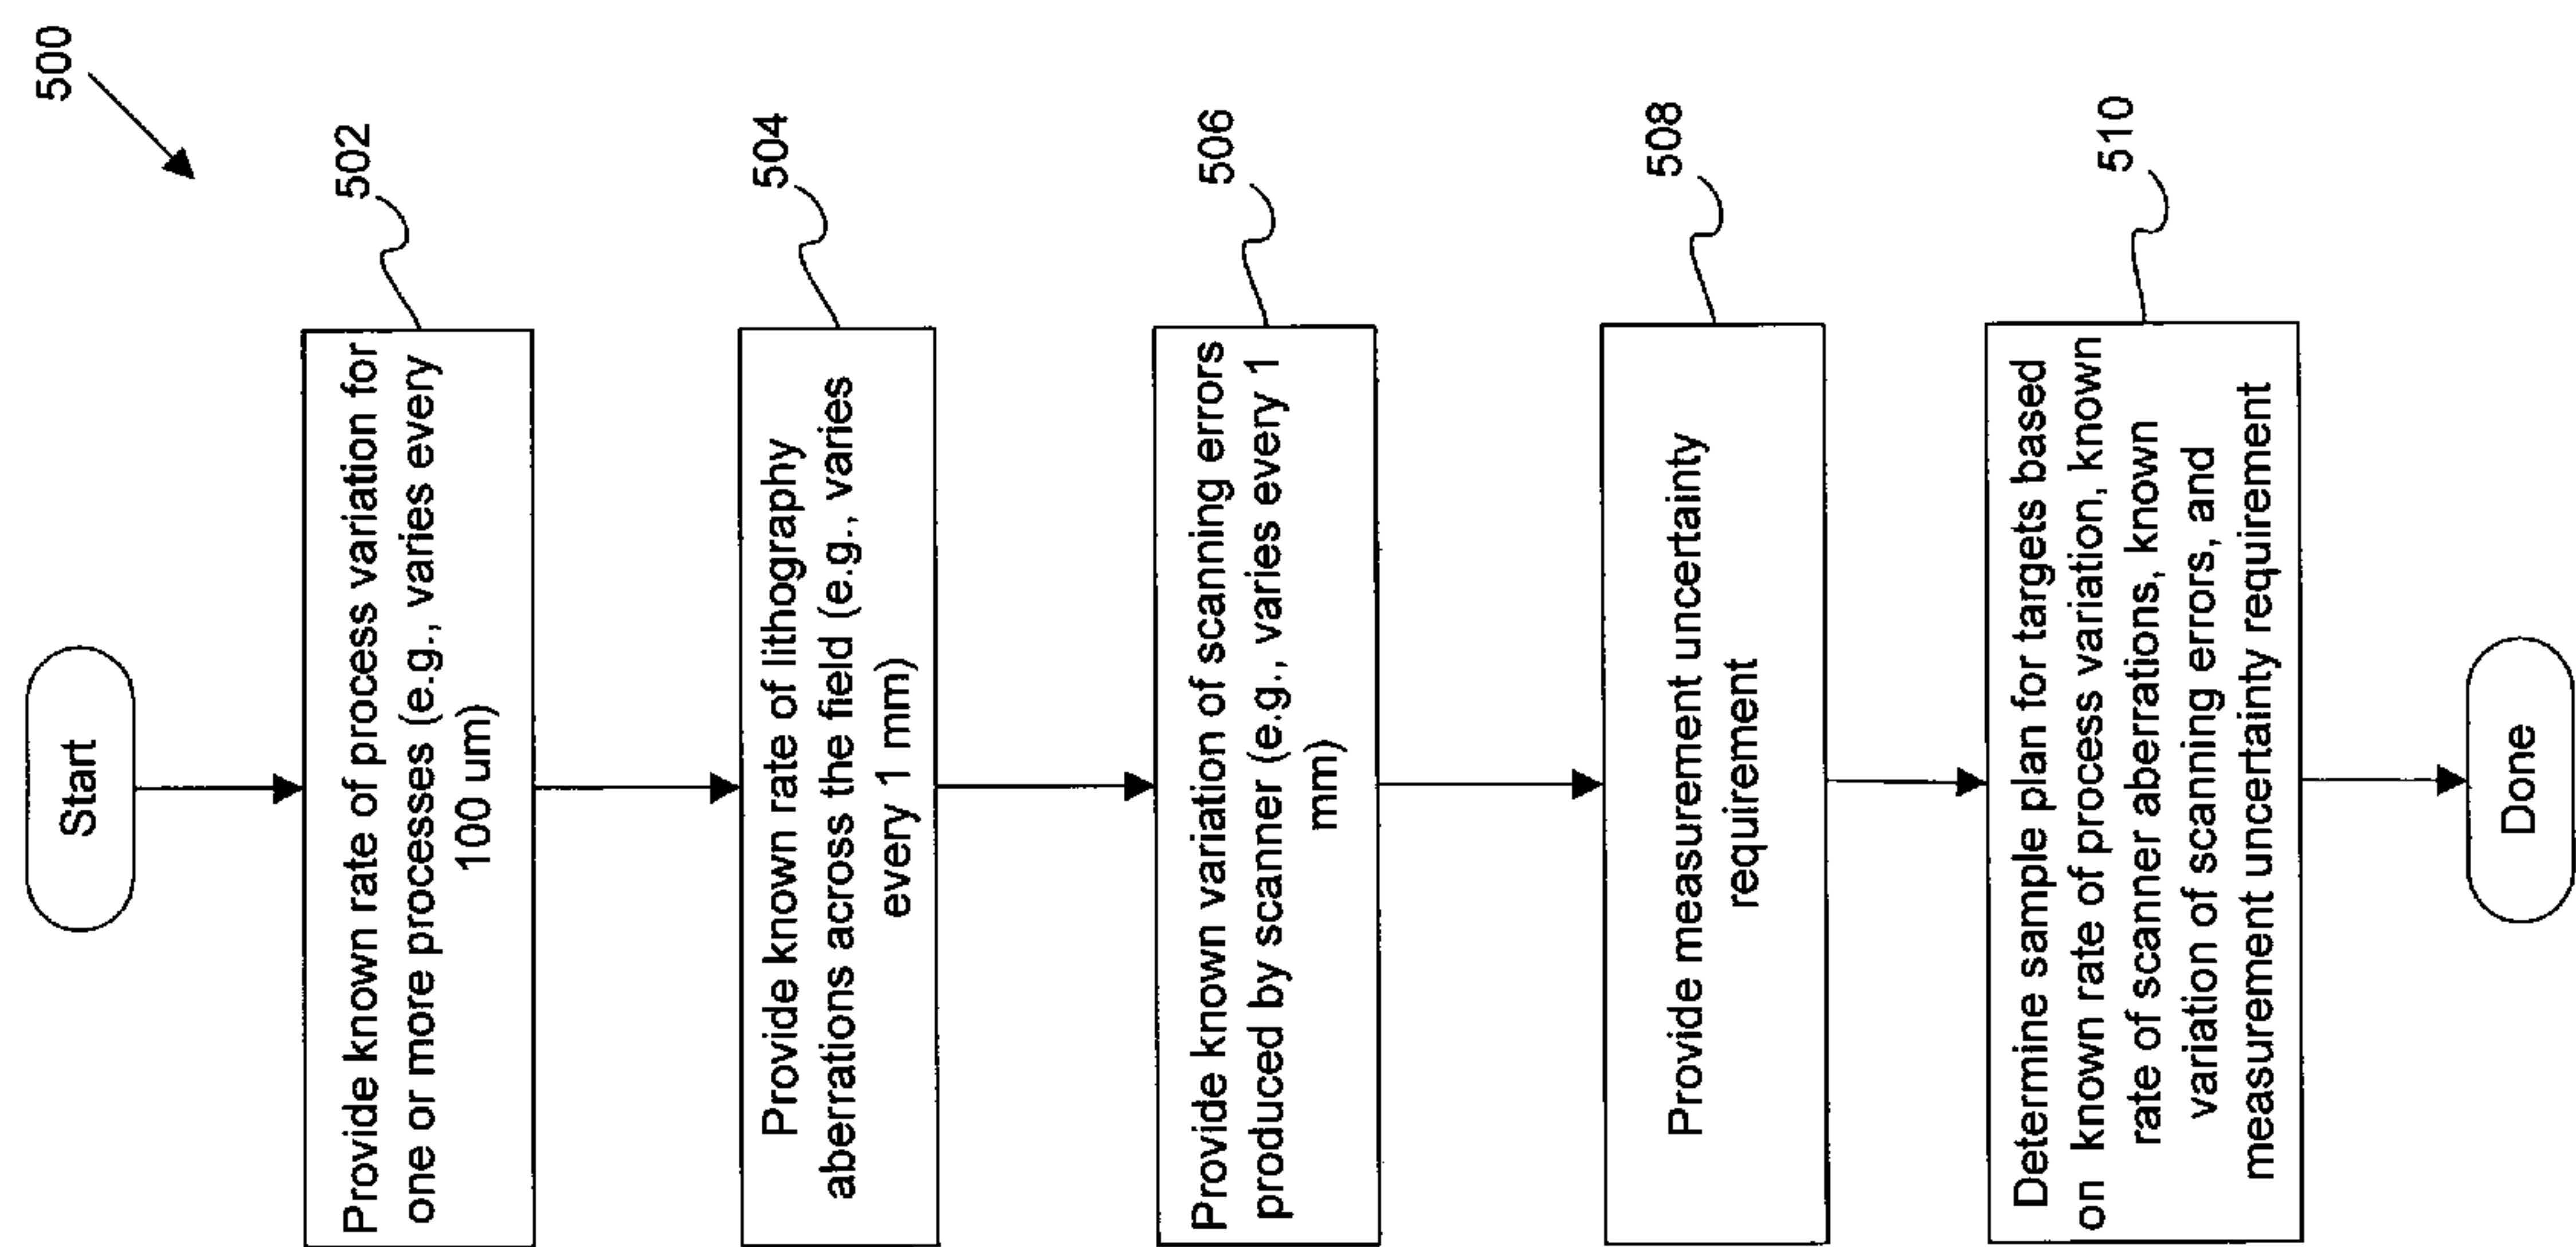 500
Start
502
Provide known rate of process variation for
one or more processes (e.g., varies every
100 um)
504
Provide known rate of lithography
aberrations across the field (e.g., varies
every 1 mm)
506
Provide known variation of scanning errors
produced by scanner (e.g., varies every 1
mm)
508
Provide measurement uncertainty
requirement
510
Determine sample plan for targets based
on known rate of process variation, known
rate of scanner aberrations, known
variation of scanning errors, and
measurement uncertainty requirement
Done